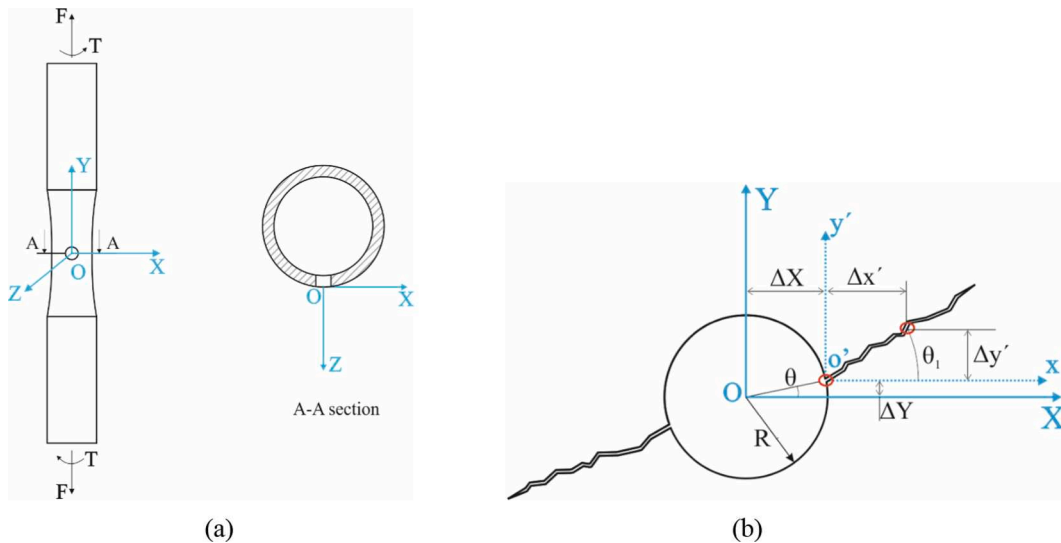 F
T
Y
A
A
X
O
Z
T
F
O
X
Z
A-A section
(a)
Y
y´
ΔX
Δx´
o’
θ
θ₁
Δy´
x
O
ΔY
X
R
(b)